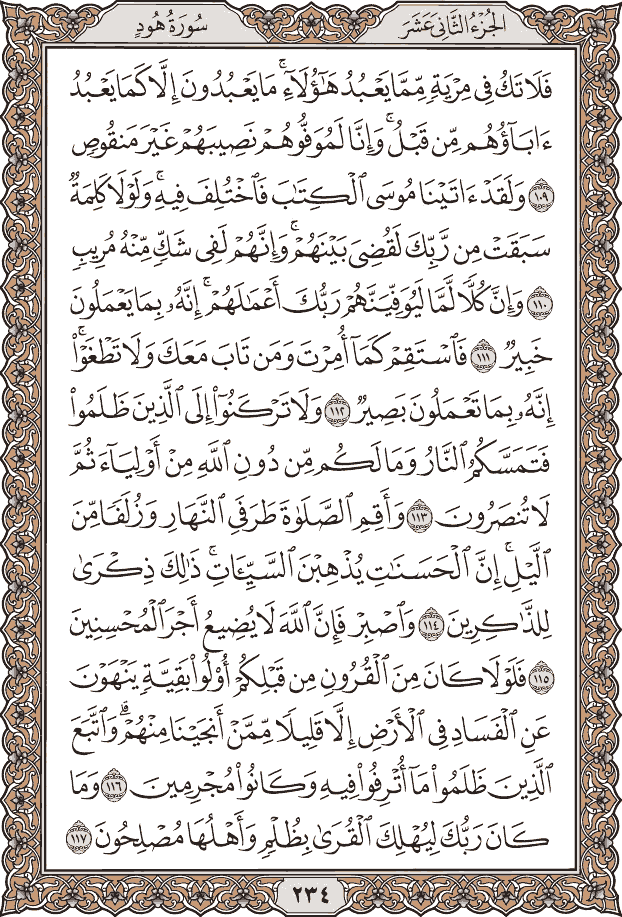 الجُزْءُ الثَّانِي عَشَرَ
سُورَةُ هُودٍ
فَلَا تَكُ فِي مِرْيَةٍ مِّمَّا يَعْبُدُ هَٰٓؤُلَآءِۚ مَا يَعْبُدُونَ إِلَّا كَمَا يَعْبُدُ
ءَابَآؤُهُم مِّن قَبْلُۚ وَإِنَّا لَمُوَفُّوهُمْ نَصِيبَهُمْ غَيْرَ مَنقُوصٍ
١٠٩ وَلَقَدْ ءَاتَيْنَا مُوسَى ٱلْكِتَٰبَ فَٱخْتُلِفَ فِيهِۚ وَلَوْلَا كَلِمَةٌ
سَبَقَتْ مِن رَّبِّكَ لَقُضِيَ بَيْنَهُمْۚ وَإِنَّهُمْ لَفِي شَكٍّ مِّنْهُ مُرِيبٍ
١١٠ وَإِنَّ كُلًّا لَّمَّا لَيُوَفِّيَنَّهُمْ رَبُّكَ أَعْمَٰلَهُمْۚ إِنَّهُۥ بِمَا يَعْمَلُونَ
خَبِيرٌ ١١١ فَٱسْتَقِمْ كَمَآ أُمِرْتَ وَمَن تَابَ مَعَكَ وَلَا تَطْغَوْا۟ۚ
إِنَّهُۥ بِمَا تَعْمَلُونَ بَصِيرٌ ١١٢ وَلَا تَرْكَنُوٓا۟ إِلَى ٱلَّذِينَ ظَلَمُوا۟
فَتَمَسَّكُمُ ٱلنَّارُ وَمَا لَكُم مِّن دُونِ ٱللَّهِ مِنْ أَوْلِيَآءَ ثُمَّ
لَا تُنصَرُونَ ١١٣ وَأَقِمِ ٱلصَّلَوٰةَ طَرَفَيِ ٱلنَّهَارِ وَزُلَفًا مِّنَ
ٱلَّيْلِۚ إِنَّ ٱلْحَسَنَٰتِ يُذْهِبْنَ ٱلسَّيِّـَٔاتِۚ ذَٰلِكَ ذِكْرَىٰ
لِلذَّٰكِرِينَ ١١٤ وَٱصْبِرْ فَإِنَّ ٱللَّهَ لَا يُضِيعُ أَجْرَ ٱلْمُحْسِنِينَ
١١٥ فَلَوْلَا كَانَ مِنَ ٱلْقُرُونِ مِن قَبْلِكُمْ أُو۟لُوا۟ بَقِيَّةٍ يَنْهَوْنَ
عَنِ ٱلْفَسَادِ فِي ٱلْأَرْضِ إِلَّا قَلِيلًا مِّمَّنْ أَنجَيْنَا مِنْهُمْۗ وَٱتَّبَعَ
ٱلَّذِينَ ظَلَمُوا۟ مَآ أُتْرِفُوا۟ فِيهِ وَكَانُوا۟ مُجْرِمِينَ ١١٦ وَمَا
كَانَ رَبُّكَ لِيُهْلِكَ ٱلْقُرَىٰ بِظُلْمٍ وَأَهْلُهَا مُصْلِحُونَ ١١٧
٢٣٤